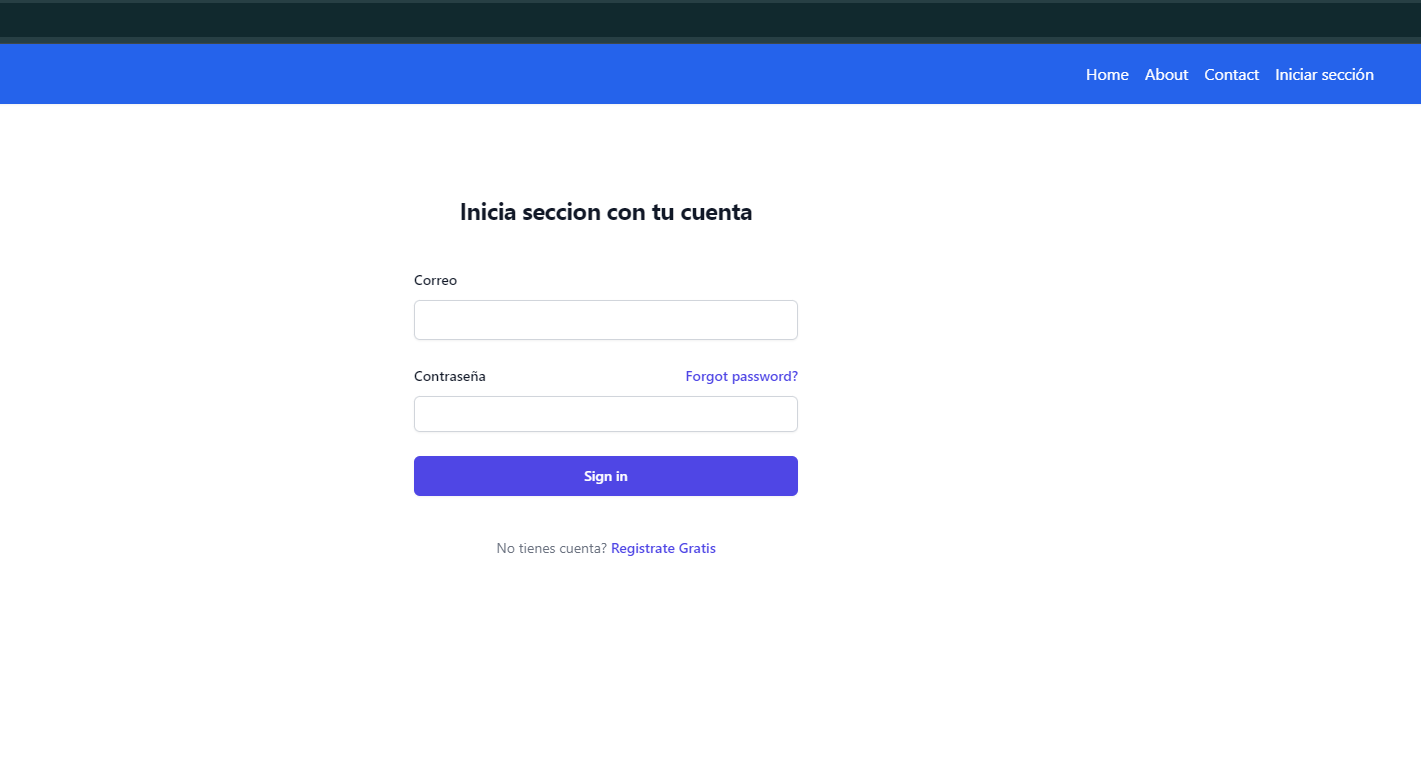 Home About Contact Iniciar sección
Inicia seccion con tu cuenta
Correo
Contraseña Forgot password?
Sign in
No tienes cuenta? Registrate Gratis